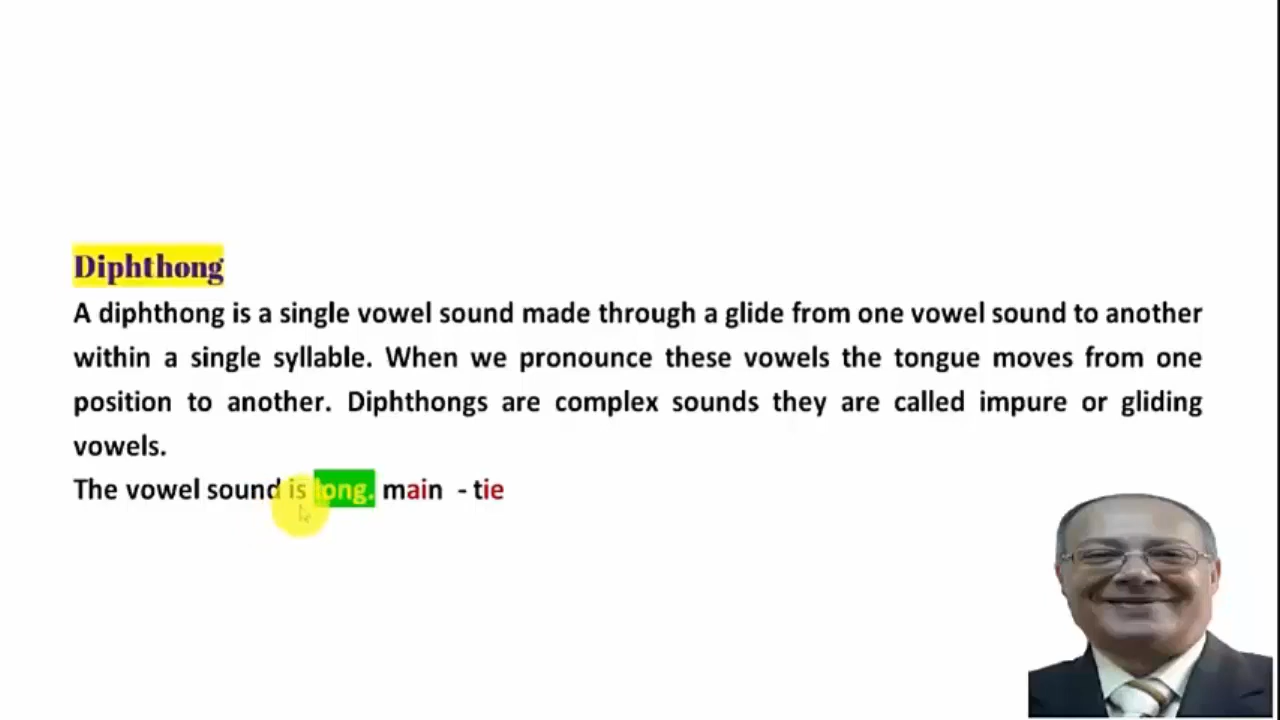 Diphthong
A diphthong is a single vowel sound made through a glide from one vowel sound to another
within a single syllable. When we pronounce these vowels the tongue moves from one
position to another. Diphthongs are complex sounds they are called impure or gliding
vowels.
The vowel sound is long. main - tie